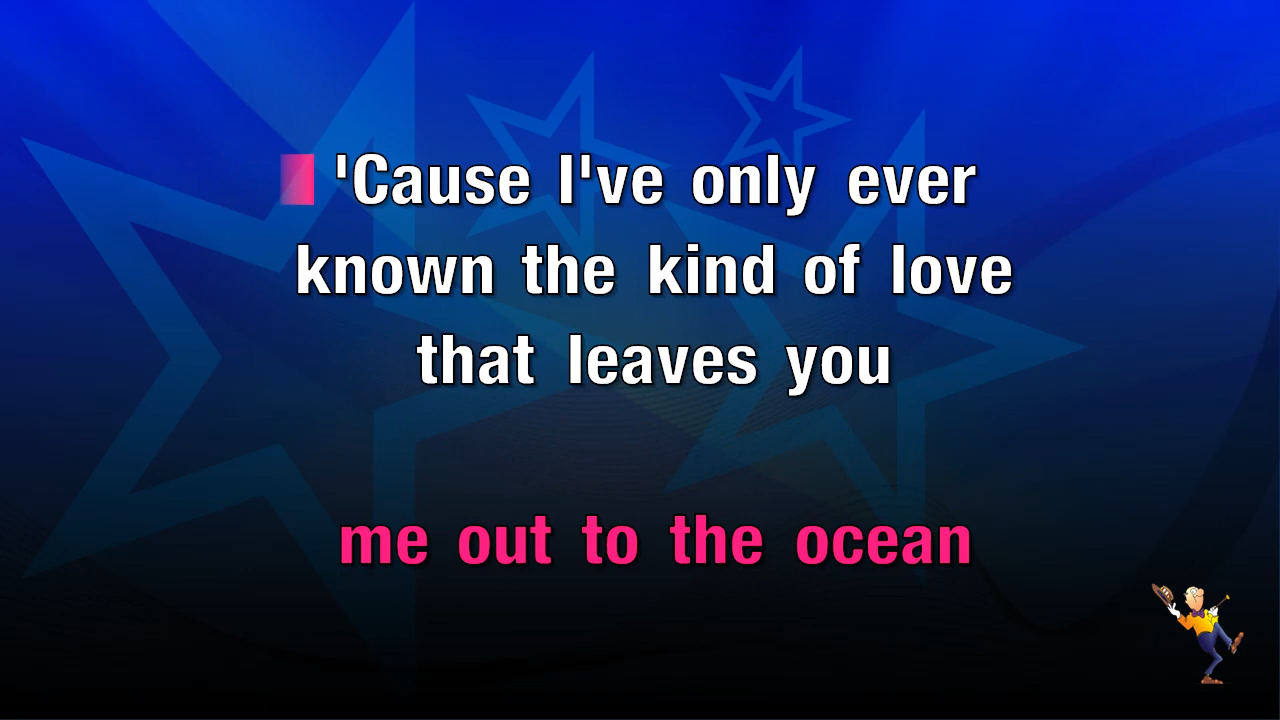 'Cause I've only ever
known the kind of love
that leaves you
me out to the ocean